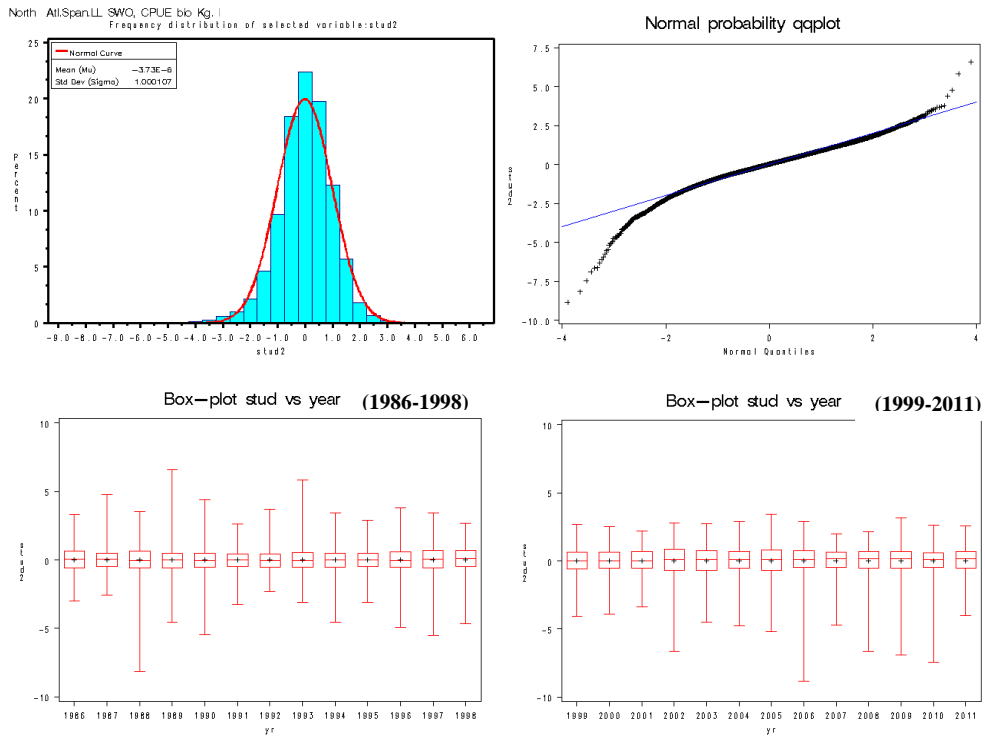 North Atl.Span.LL SWO, CPUE bio Kg. |
Frequency distribution of selected variable:stud2
Normal Curve
Mean (Mu) -3.73E-6
Std Dev (Sigma) 1.000107
25
20
15
10
5
0
Percent
-9.0 -8.0 -7.0 -6.0 -5.0 -4.0 -3.0 -2.0 -1.0 0 1.0 2.0 3.0 4.0 5.0 6.0
stud2
Normal probability qqplot
7.5
5.0
2.5
0
-2.5
-5.0
-7.5
-10.0
stud2
-4 -2 0 2 4
Normal Quantiles
Box-plot stud vs year (1986-1998)
10
5
0
-5
-10
stud2
1986 1987 1988 1989 1990 1991 1992 1993 1994 1995 1996 1997 1998
yr
Box-plot stud vs year (1999-2011)
10
5
0
-5
-10
stud2
1999 2000 2001 2002 2003 2004 2005 2006 2007 2008 2009 2010 2011
yr